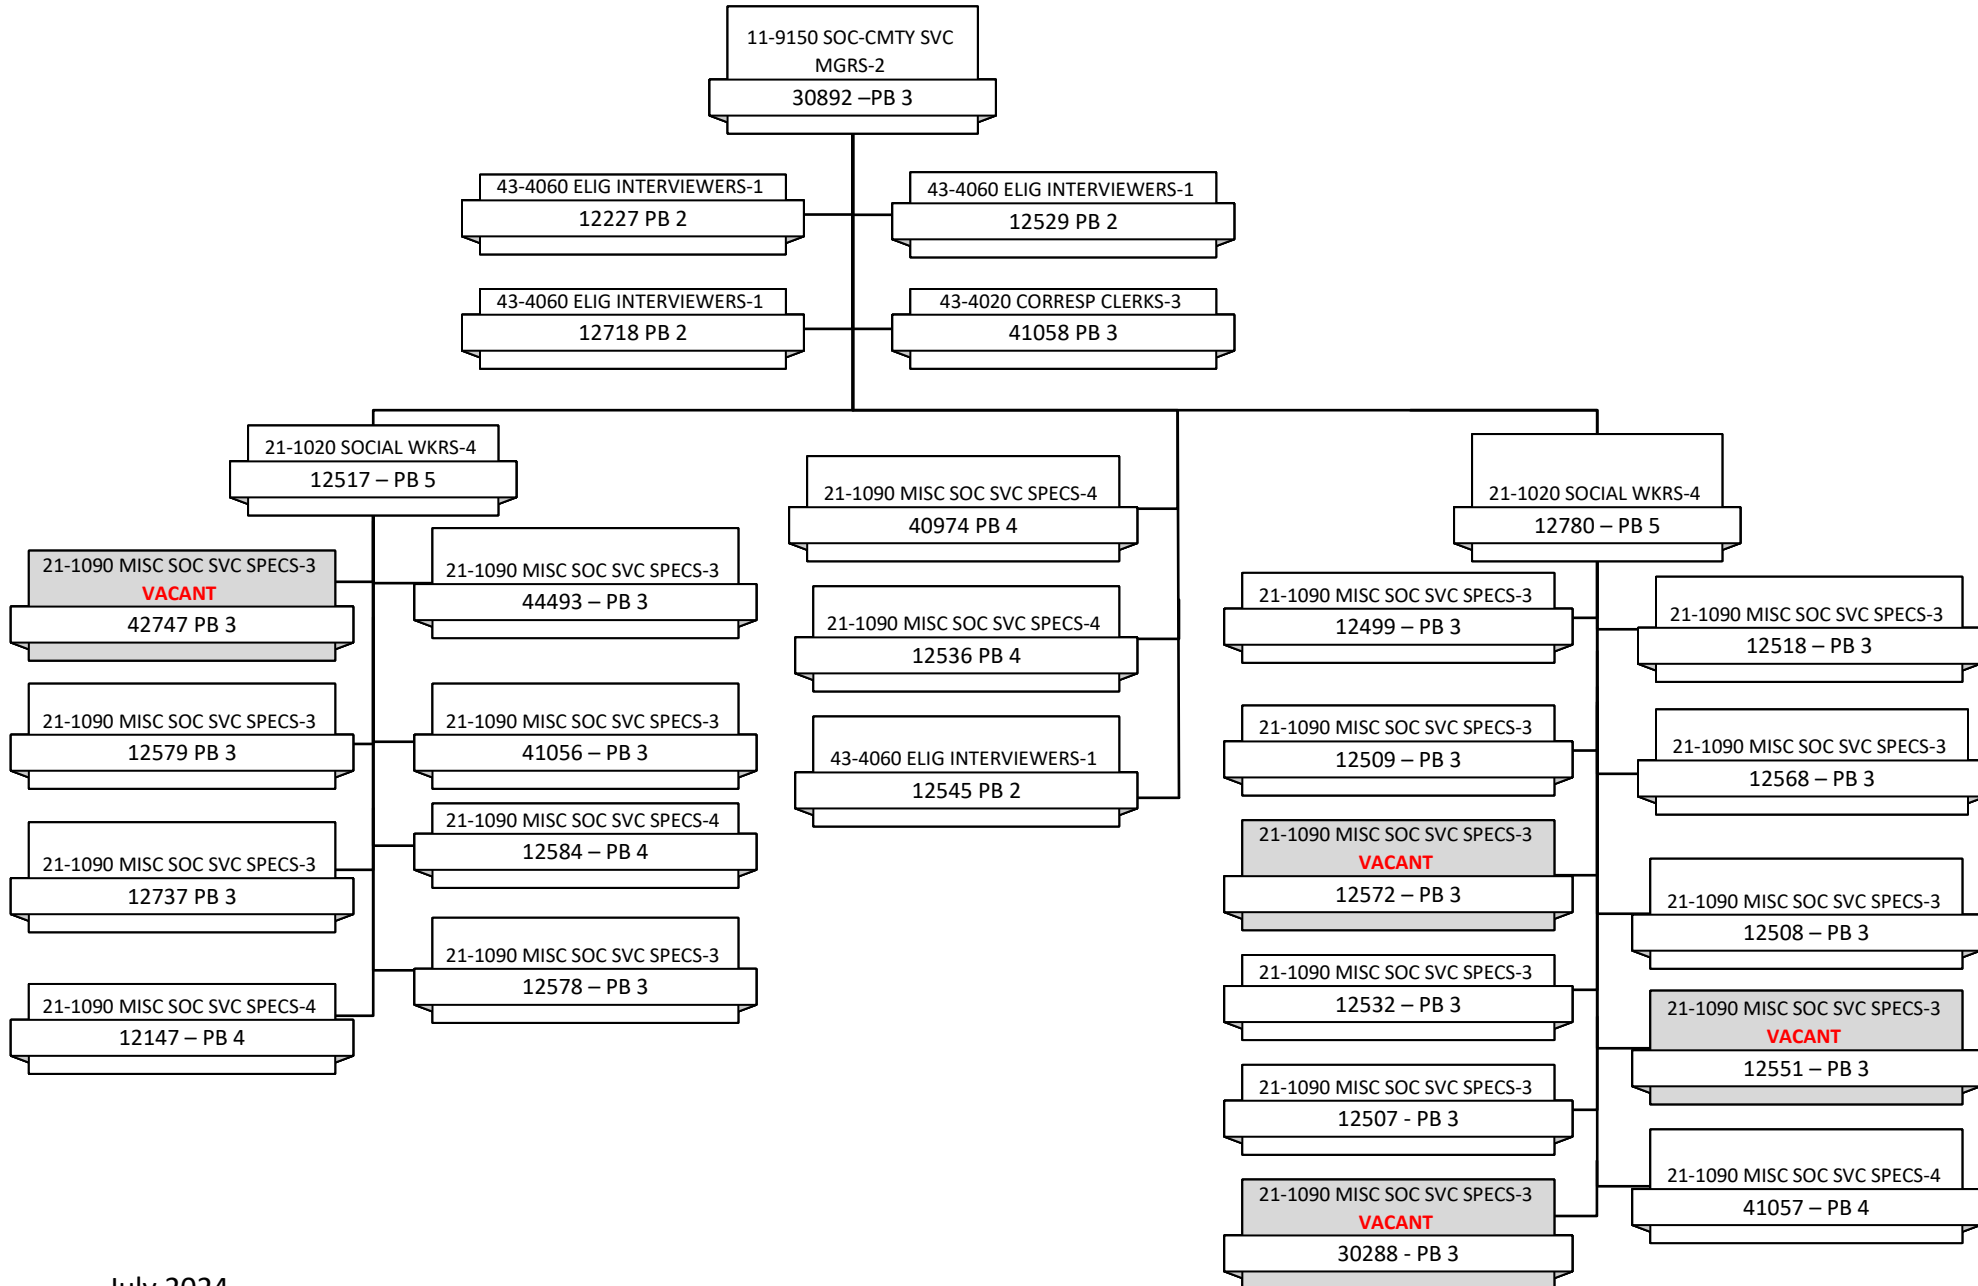 11-9150 SOC-CMTY SVC
MGRS-2
30892 –PB 3
43-4060 ELIG INTERVIEWERS-1
12227 PB 2
43-4060 ELIG INTERVIEWERS-1
12529 PB 2
43-4060 ELIG INTERVIEWERS-1
12718 PB 2
43-4020 CORRESP CLERKS-3
41058 PB 3
21-1020 SOCIAL WKRS-4
12517 – PB 5
21-1090 MISC SOC SVC SPECS-3
VACANT
42747 PB 3
21-1090 MISC SOC SVC SPECS-3
44493 – PB 3
21-1090 MISC SOC SVC SPECS-3
12579 PB 3
21-1090 MISC SOC SVC SPECS-3
41056 – PB 3
21-1090 MISC SOC SVC SPECS-3
12737 PB 3
21-1090 MISC SOC SVC SPECS-4
12584 – PB 4
21-1090 MISC SOC SVC SPECS-4
12147 – PB 4
21-1090 MISC SOC SVC SPECS-3
12578 – PB 3
21-1090 MISC SOC SVC SPECS-4
40974 PB 4
21-1090 MISC SOC SVC SPECS-4
12536 PB 4
43-4060 ELIG INTERVIEWERS-1
12545 PB 2
21-1020 SOCIAL WKRS-4
12780 – PB 5
21-1090 MISC SOC SVC SPECS-3
12499 – PB 3
21-1090 MISC SOC SVC SPECS-3
12518 – PB 3
21-1090 MISC SOC SVC SPECS-3
12509 – PB 3
21-1090 MISC SOC SVC SPECS-3
12568 – PB 3
21-1090 MISC SOC SVC SPECS-3
VACANT
12572 – PB 3
21-1090 MISC SOC SVC SPECS-3
12508 – PB 3
21-1090 MISC SOC SVC SPECS-3
12532 – PB 3
21-1090 MISC SOC SVC SPECS-3
VACANT
12551 – PB 3
21-1090 MISC SOC SVC SPECS-3
12507 - PB 3
21-1090 MISC SOC SVC SPECS-4
41057 – PB 4
21-1090 MISC SOC SVC SPECS-3
VACANT
30288 - PB 3
July 2024